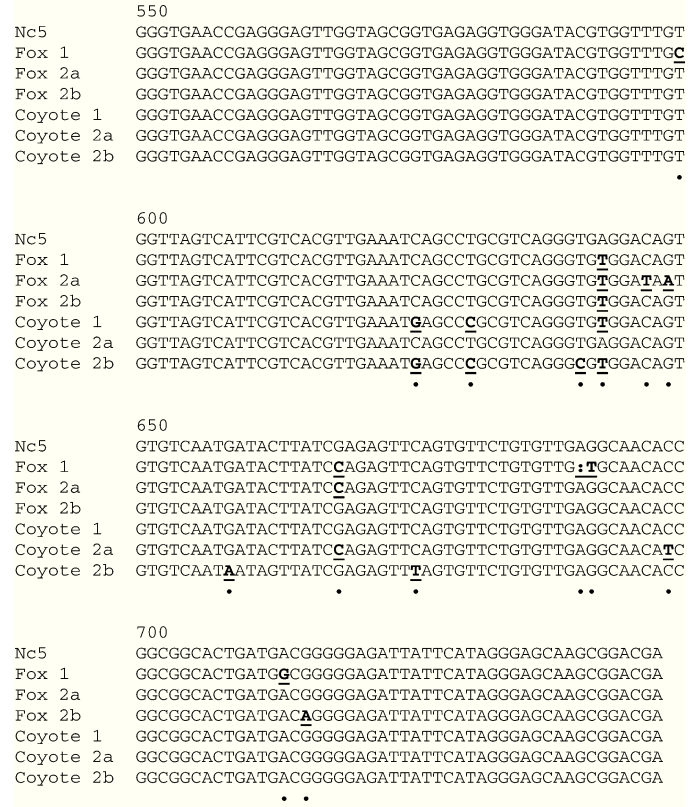 550
Nc5 GGGTGAACCGAGGGAGTTGGTAGCGGTGAGAGGTGGGATACGTGGTTTGT
Fox 1 GGGTGAACCGAGGGAGTTGGTAGCGGTGAGAGGTGGGATACGTGGTTTGC
Fox 2a GGGTGAACCGAGGGAGTTGGTAGCGGTGAGAGGTGGGATACGTGGTTTGT
Fox 2b GGGTGAACCGAGGGAGTTGGTAGCGGTGAGAGGTGGGATACGTGGTTTGT
Coyote 1 GGGTGAACCGAGGGAGTTGGTAGCGGTGAGAGGTGGGATACGTGGTTTGT
Coyote 2a GGGTGAACCGAGGGAGTTGGTAGCGGTGAGAGGTGGGATACGTGGTTTGT
Coyote 2b GGGTGAACCGAGGGAGTTGGTAGCGGTGAGAGGTGGGATACGTGGTTTGT
•
600
Nc5 GGTTAGTCATTCGTCACGTTGAAATCAGCCTGCGTCAGGGTGAGGACAGT
Fox 1 GGTTAGTCATTCGTCACGTTGAAATCAGCCTGCGTCAGGGTGTGGACAGT
Fox 2a GGTTAGTCATTCGTCACGTTGAAATCAGCCTGCGTCAGGGTGTGGATAAT
Fox 2b GGTTAGTCATTCGTCACGTTGAAATCAGCCTGCGTCAGGGTGTGGACAGT
Coyote 1 GGTTAGTCATTCGTCACGTTGAAATGAGCCCGCGTCAGGGTGTGGACAGT
Coyote 2a GGTTAGTCATTCGTCACGTTGAAATCAGCCTGCGTCAGGGTGAGGACAGT
Coyote 2b GGTTAGTCATTCGTCACGTTGAAATGAGCCCGCGTCAGGGCGTGGACAGT
• • • • • •
650
Nc5 GTGTCAATGATACTTATCGAGAGTTCAGTGTTCTGTGTTGAGGCAACACC
Fox 1 GTGTCAATGATACTTATCCAGAGTTCAGTGTTCTGTGTTG:TGCAACACC
Fox 2a GTGTCAATGATACTTATCCAGAGTTCAGTGTTCTGTGTTGAGGCAACACC
Fox 2b GTGTCAATGATACTTATCGAGAGTTCAGTGTTCTGTGTTGAGGCAACACC
Coyote 1 GTGTCAATGATACTTATCGAGAGTTCAGTGTTCTGTGTTGAGGCAACACC
Coyote 2a GTGTCAATGATACTTATCCAGAGTTCAGTGTTCTGTGTTGAGGCAACATC
Coyote 2b GTGTCAATAATAGTTATCGAGAGTTTAGTGTTCTGTGTTGAGGCAACACC
• • • • • •
700
Nc5 GGCGGCACTGATGACGGGGGAGATTATTCATAGGGAGCAAGCGGACGA
Fox 1 GGCGGCACTGATGGCGGGGGAGATTATTCATAGGGAGCAAGCGGACGA
Fox 2a GGCGGCACTGATGACGGGGGAGATTATTCATAGGGAGCAAGCGGACGA
Fox 2b GGCGGCACTGATGACAGGGGAGATTATTCATAGGGAGCAAGCGGACGA
Coyote 1 GGCGGCACTGATGACGGGGGAGATTATTCATAGGGAGCAAGCGGACGA
Coyote 2a GGCGGCACTGATGACGGGGGAGATTATTCATAGGGAGCAAGCGGACGA
Coyote 2b GGCGGCACTGATGACGGGGGAGATTATTCATAGGGAGCAAGCGGACGA
• •